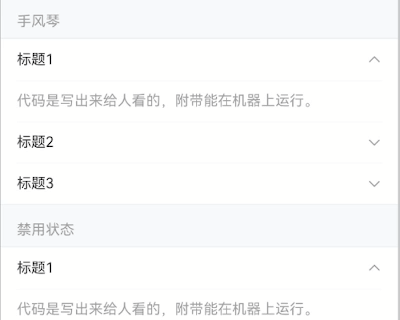 手风琴
标题1
代码是写出来给人看的，附带能在机器上运行。
标题2
标题3
禁用状态
标题1
代码是写出来给人看的，附带能在机器上运行。